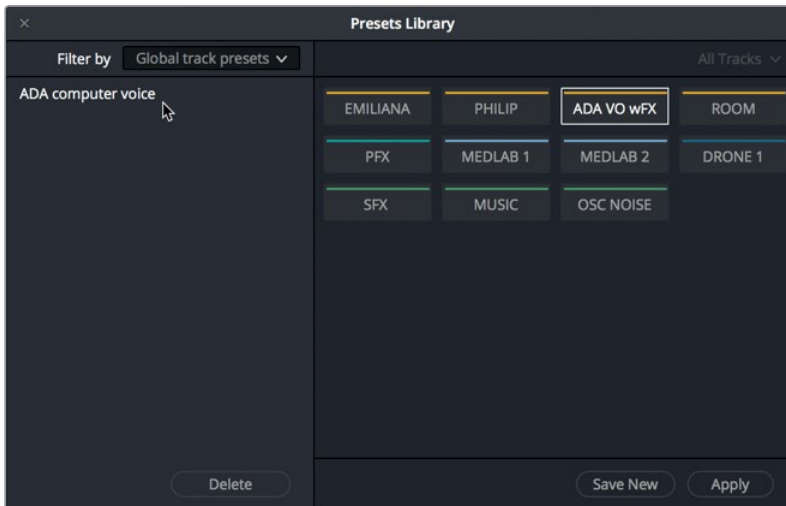 Presets Library
Filter by Global track presets
All Tracks
ADA computer voice
EMILIANA PHILIP ADA VO wFX ROOM
PFX MEDLAB 1 MEDLAB 2 DRONE 1
SFX MUSIC OSC NOISE
Delete
Save New Apply